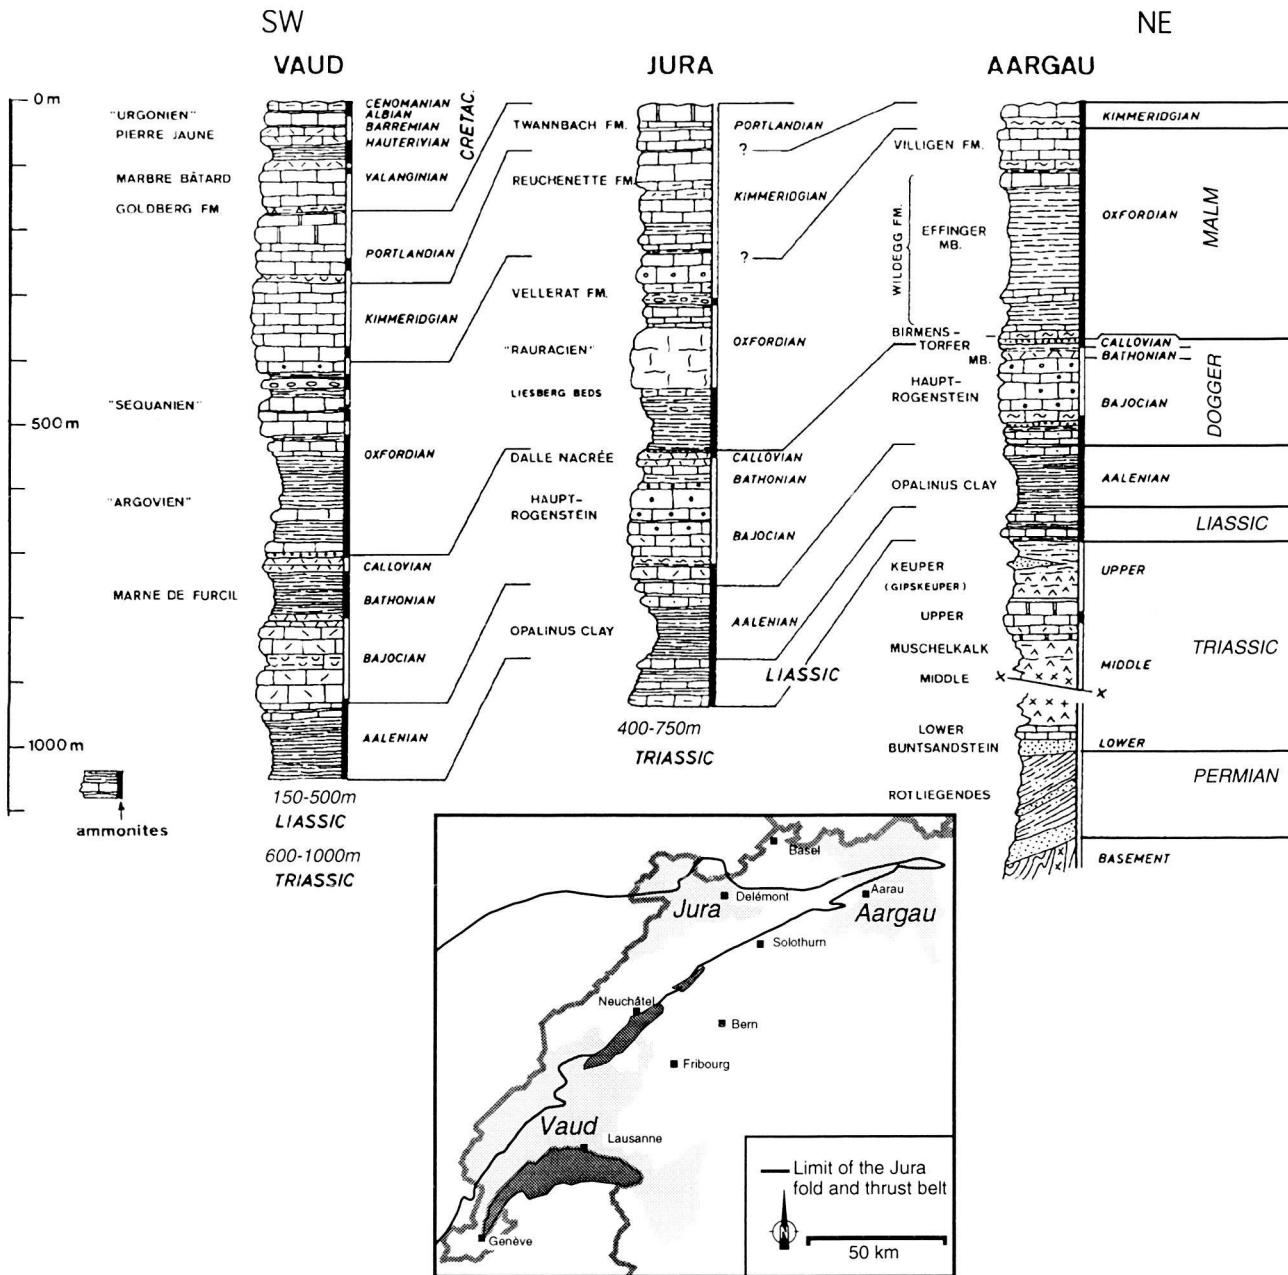 SW
NE
VAUD
JURA
AARGAU
0 m
500 m
1000 m
ammonites
"URGONIEN"
PIERRE JAUNE
MARBRE BÂTARD
GOLDBERG FM
"SEQUANIEN"
"ARGOVIEN"
MARNE DE FURCIL
CENOMANIAN
ALBIAN
BARREMIAN
HAUTERIVIAN
CRETAC.
VALANGINIAN
PORTLANDIAN
KIMMERIDGIAN
OXFORDIAN
CALLOVIAN
BATHONIAN
BAJOCIAN
AALENIAN
150-500m
LIASSIC
600-1000m
TRIASSIC
TWANNBACH FM.
REUCHENETTE FM.
VELLERAT FM.
"RAURACIEN"
LIESBERG BEDS
DALLE NACRÉE
HAUPT-
ROGENSTEIN
OPALINUS CLAY
PORTLANDIAN
?
KIMMERIDGIAN
?
OXFORDIAN
CALLOVIAN
BATHONIAN
BAJOCIAN
AALENIAN
LIASSIC
400-750m
TRIASSIC
VILLIGEN FM.
WILDEGG FM.
EFFINGER
MB.
BIRMENS-
TORFER
MB.
HAUPT-
ROGENSTEIN
OPALINUS CLAY
KEUPER
(GIPSKEUPER)
UPPER
MUSCHELKALK
MIDDLE
LOWER
BUNTSANDSTEIN
ROTLIEGENDES
KIMMERIDGIAN
OXFORDIAN
MALM
CALLOVIAN
BATHONIAN
BAJOCIAN
DOGGER
AALENIAN
LIASSIC
UPPER
TRIASSIC
MIDDLE
x
x
LOWER
PERMIAN
BASEMENT
Basel
Delémont
Jura
Aarau
Aargau
Solothurn
Neuchâtel
Bern
Fribourg
Vaud
Lausanne
Genève
Limit of the Jura
fold and thrust belt
50 km